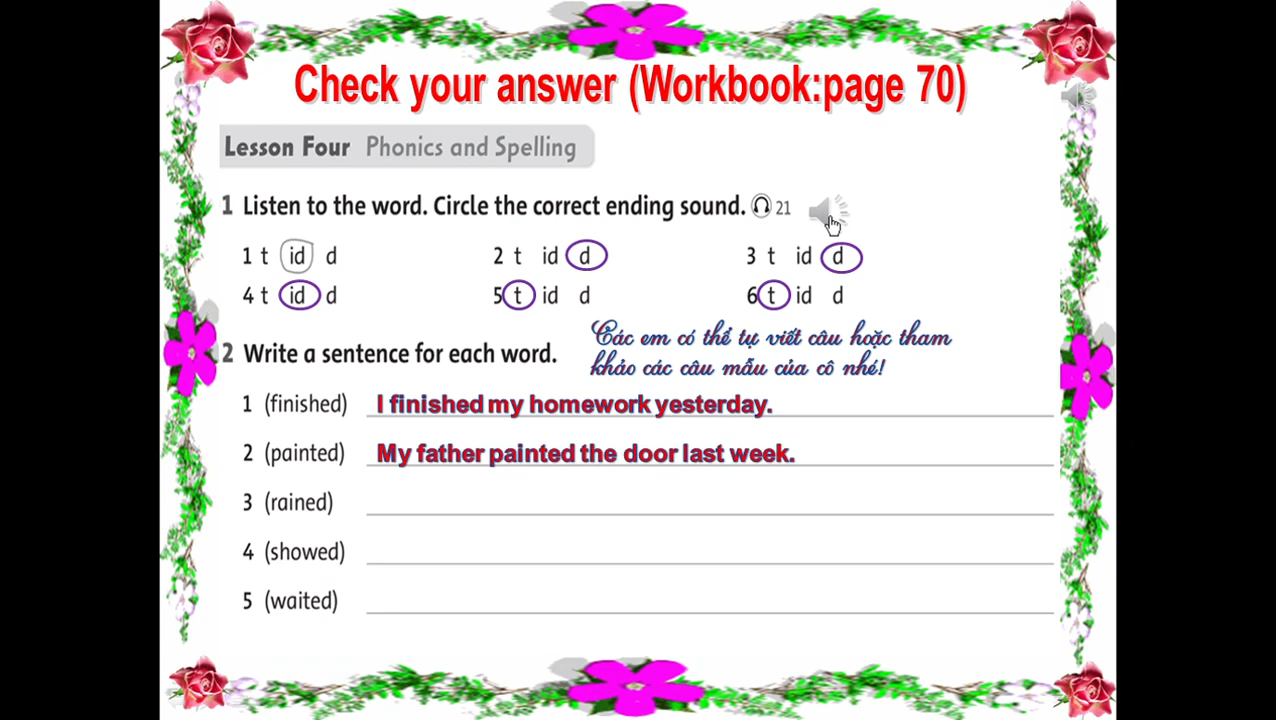 Check your answer (Workbook:page 70)
Lesson Four Phonics and Spelling
1 Listen to the word. Circle the correct ending sound. 21
1 t id d 2 t id d 3 t id d
4 t id d 5 t id d 6 t id d
Các em có thể tự viết câu hoặc tham
khảo các câu mẫu của cô nhé!
2 Write a sentence for each word.
1 (finished) I finished my homework yesterday.
2 (painted) My father painted the door last week.
3 (rained)
4 (showed)
5 (waited)